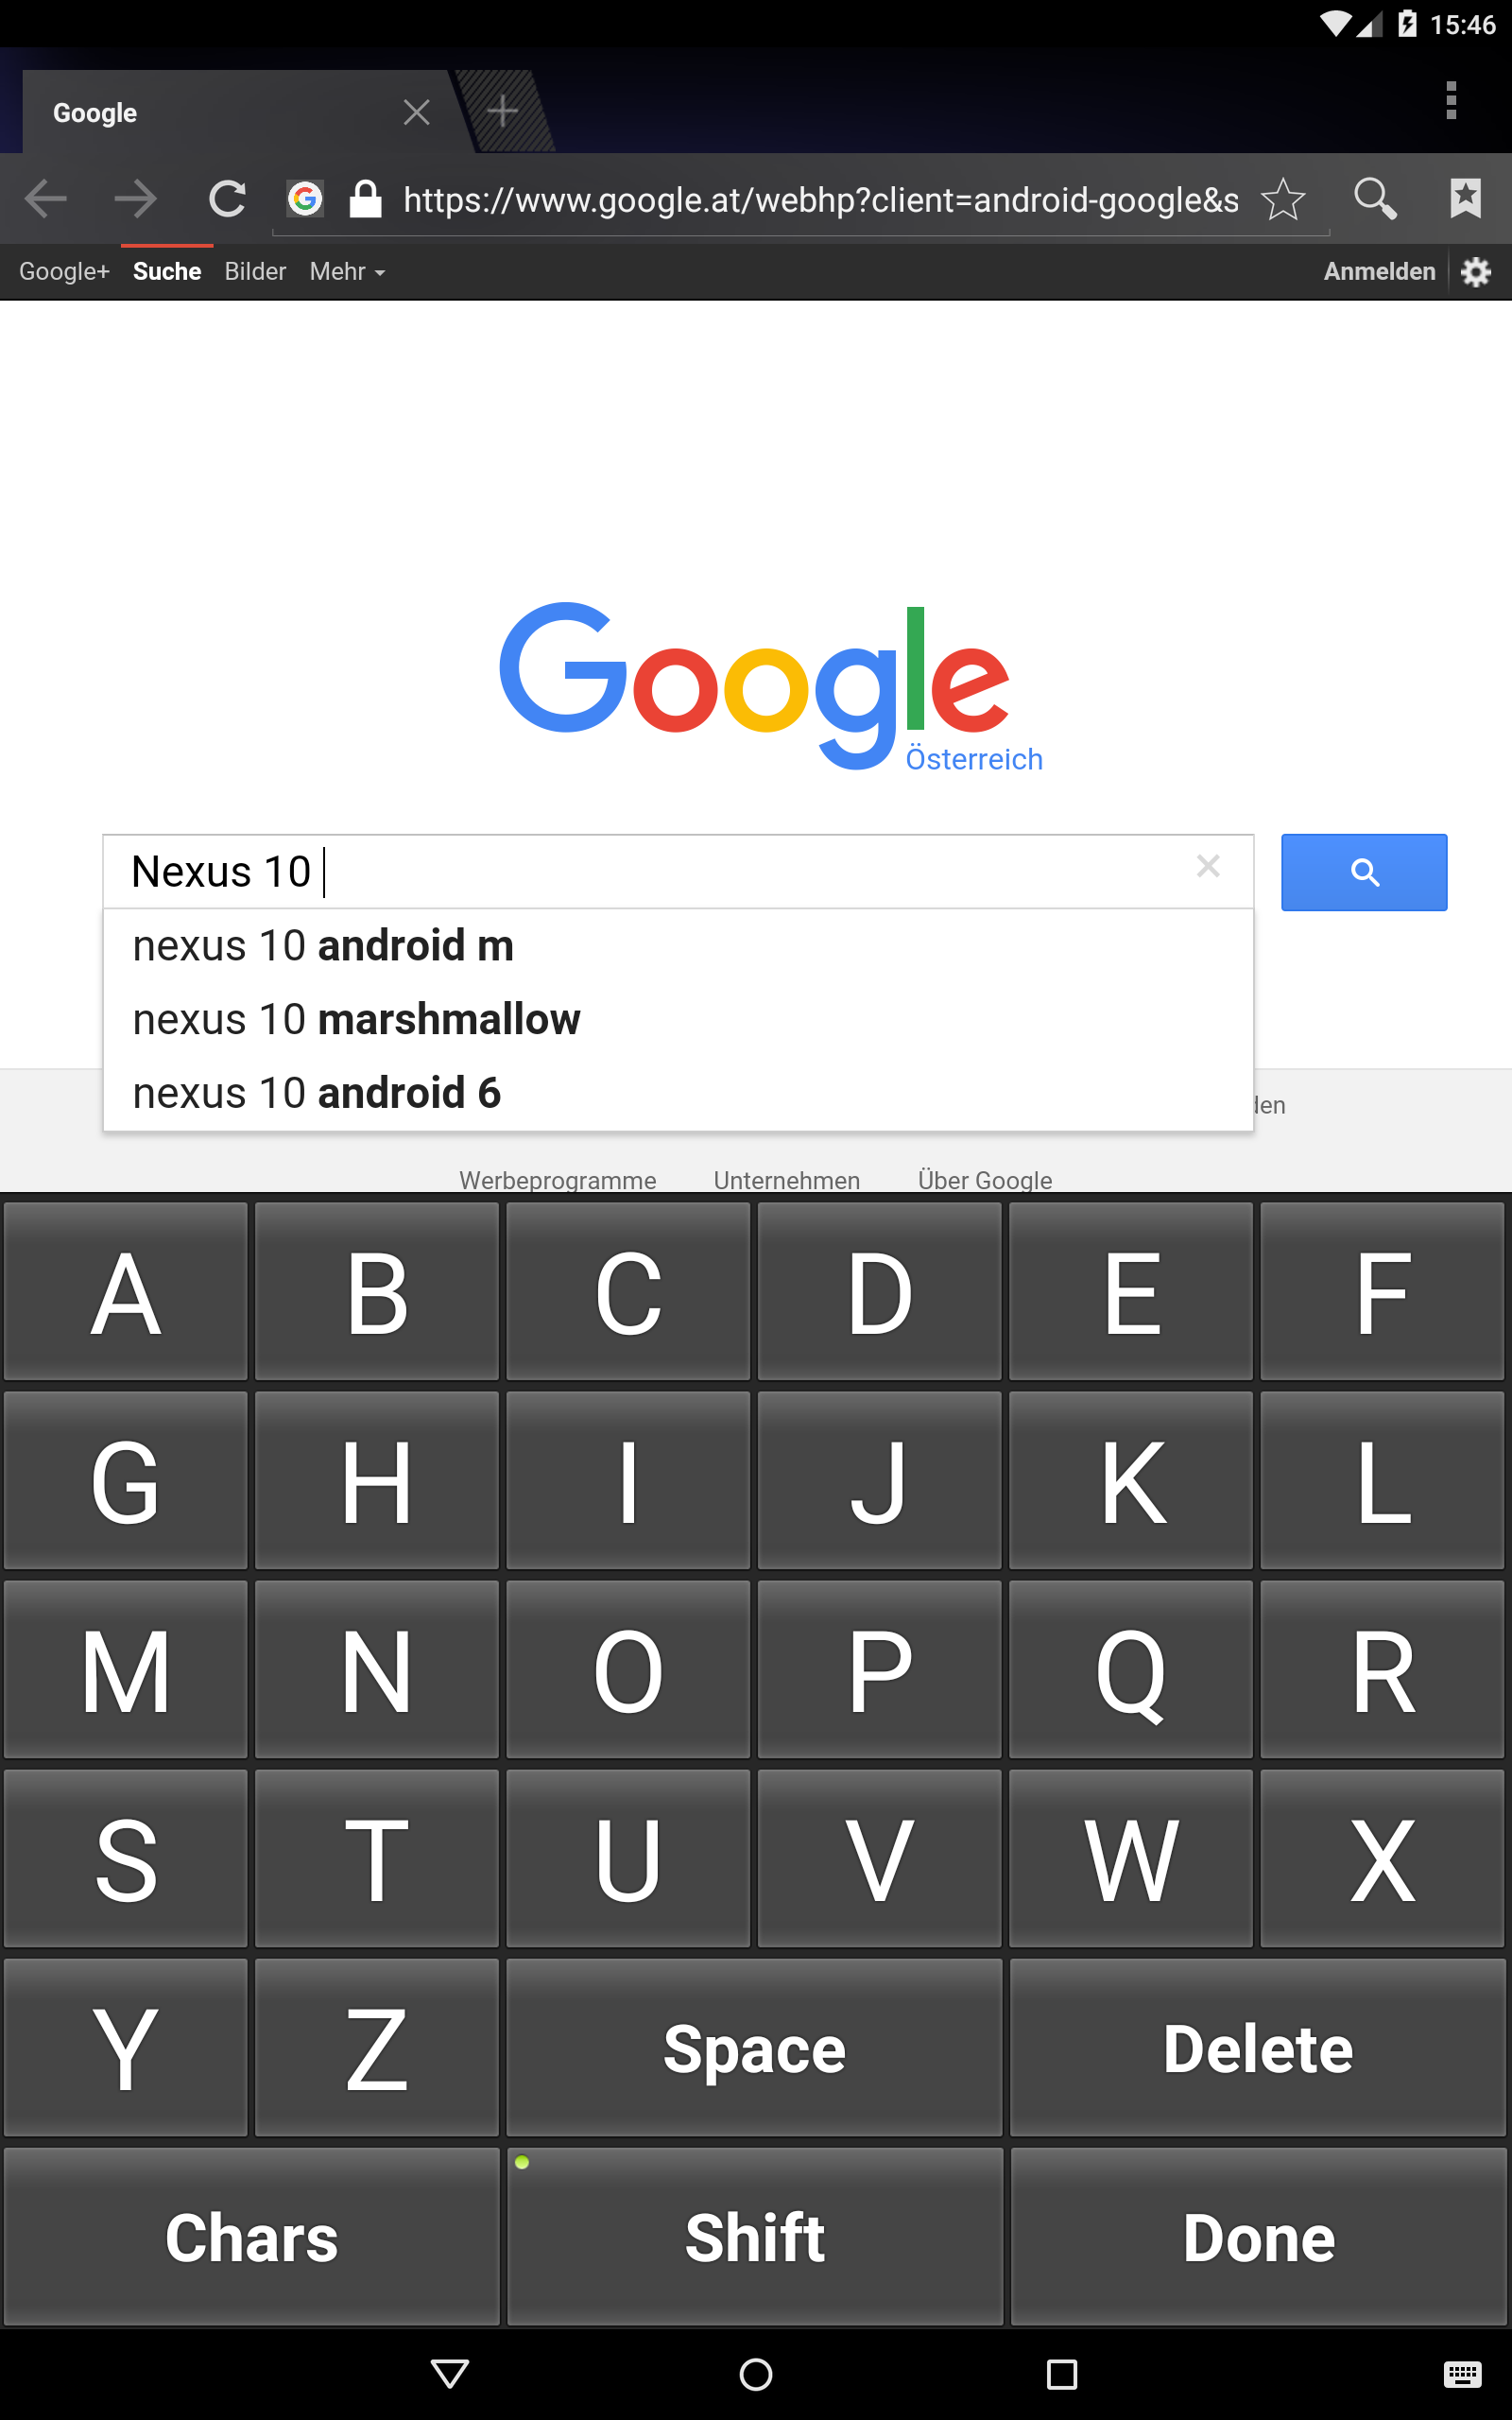 15:46
Google
https://www.google.at/webhp?client=android-google&s
Google+ Suche Bilder Mehr Anmelden
Google
Österreich
Nexus 10
nexus 10 android m
nexus 10 marshmallow
nexus 10 android 6
den
Werbeprogramme Unternehmen Über Google
A B C D E F
G H I J K L
M N O P Q R
S T U V W X
Y Z Space Delete
Chars Shift Done